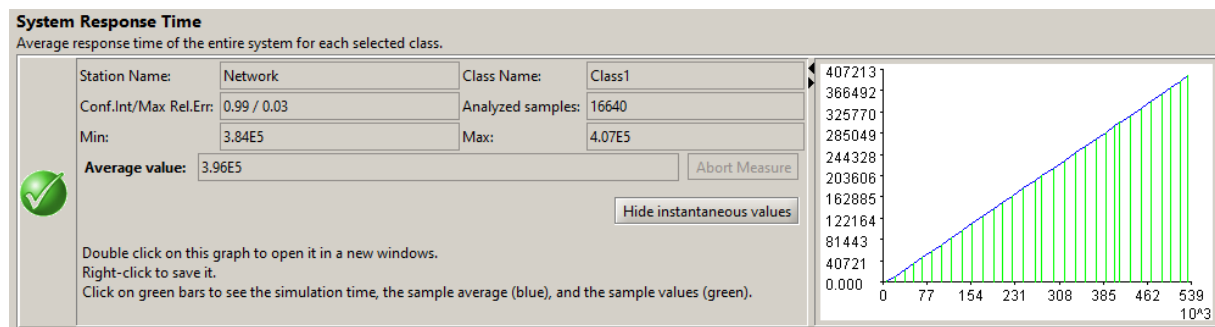 System Response Time
Average response time of the entire system for each selected class.
Station Name: Network Class Name: Class1
Conf.Int/Max Rel.Err: 0.99 / 0.03 Analyzed samples: 16640
Min: 3.84E5 Max: 4.07E5
Average value: 3.96E5 Abort Measure
Hide instantaneous values
Double click on this graph to open it in a new windows.
Right-click to save it.
Click on green bars to see the simulation time, the sample average (blue), and the sample values (green).
407213
366492
325770
285049
244328
203606
162885
122164
81443
40721
0.000
0 77 154 231 308 385 462 539
10^3